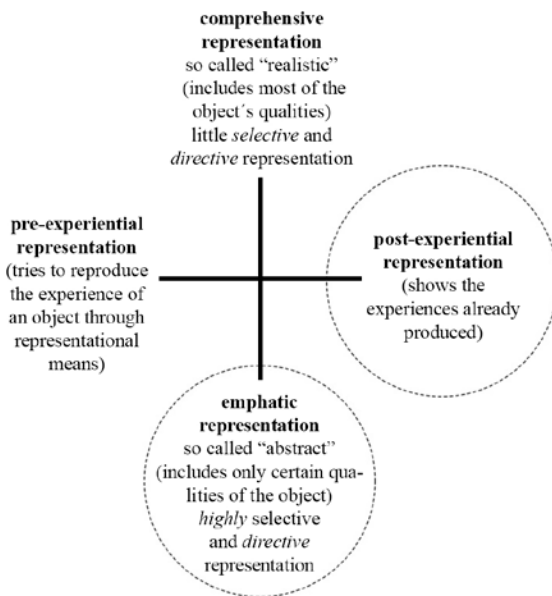 comprehensive
representation
so called “realistic”
(includes most of the
object´s qualities)
little selective and
directive representation
pre-experiential
representation
(tries to reproduce
the experience of
an object through
representational
means)
post-experiential
representation
(shows the
experiences already
produced)
emphatic
representation
so called “abstract”
(includes only certain qua-
lities of the object)
highly selective
and directive
representation